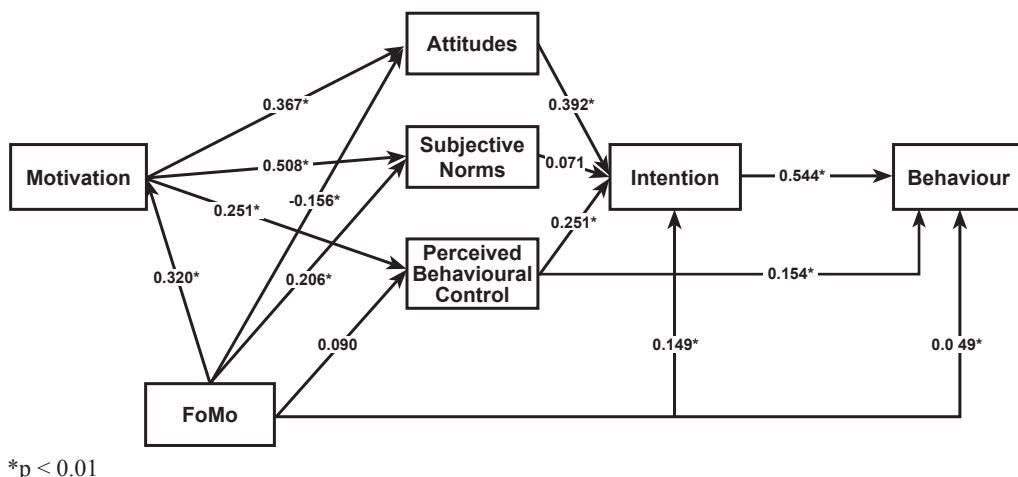 Attitudes
0.367*
0.392*
Motivation
0.508*
Subjective
Norms
0.071
Intention
0.544*
Behaviour
-0.156*
0.251*
0.251*
Perceived
Behavioural
Control
0.320*
0.206*
0.154*
0.090
0.149*
0.0 49*
FoMo
*p < 0.01